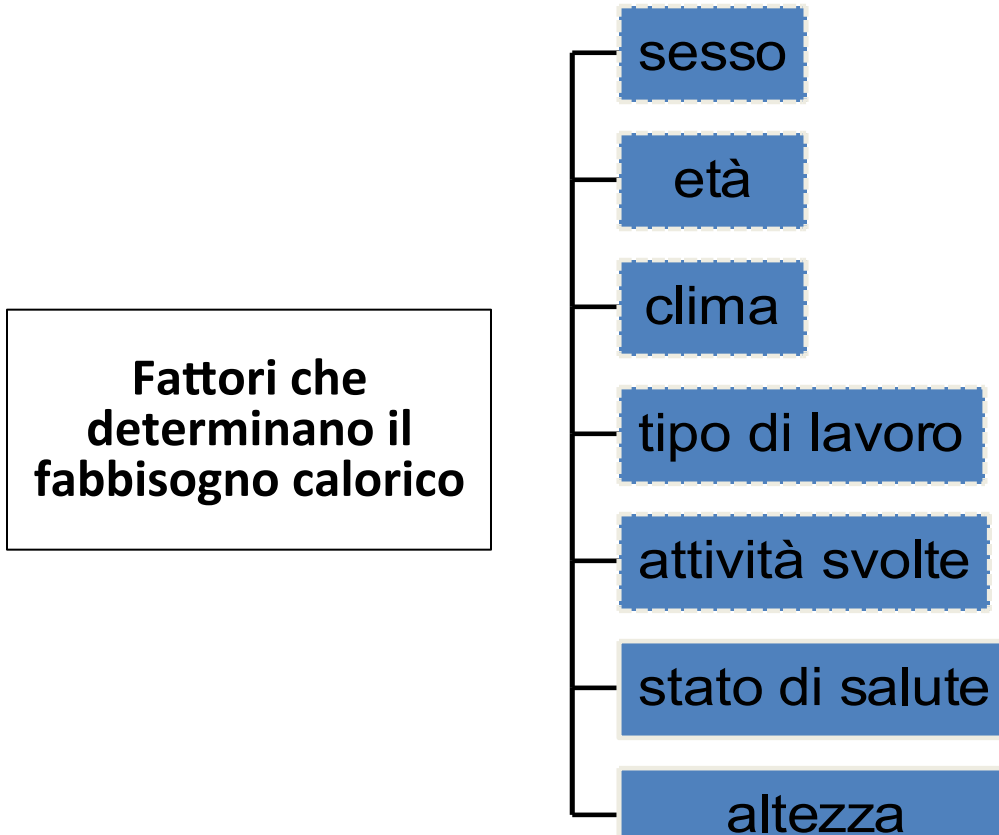 Fattori che
determinano il
fabbisogno calorico
sesso
età
clima
tipo di lavoro
attività svolte
stato di salute
altezza